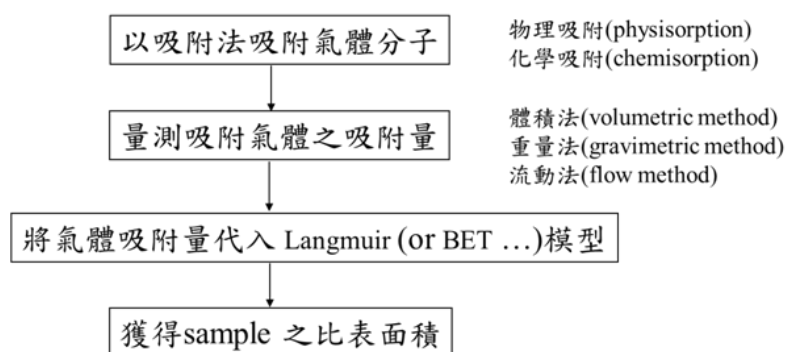 以吸附法吸附氣體分子
物理吸附(physisorption)
化學吸附(chemisorption)
量測吸附氣體之吸附量
體積法(volumetric method)
重量法(gravimetric method)
流動法(flow method)
將氣體吸附量代入 Langmuir (or BET …)模型
獲得sample 之比表面積